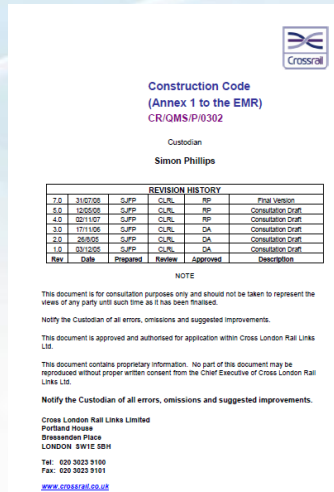 Crossrail
Construction Code
(Annex 1 to the EMR)
CR/QMS/P/0302
Custodian
Simon Phillips
REVISION HISTORY
7.0 31/07/08 SJFP CLRL RP Final Version
5.0 12/05/08 SJFP CLRL RP Consultation Draft
4.0 02/11/07 SJFP CLRL RP Consultation Draft
3.0 17/11/06 SJFP CLRL DA Consultation Draft
2.0 26/8/05 SJFP CLRL DA Consultation Draft
1.0 03/12/05 SJFP CLRL DA Consultation Draft
Rev Date Prepared Review Approved Description
NOTE
This document is for consultation purposes only and should not be taken to represent the
views of any party until such time as it has been finalised.
Notify the Custodian of all errors, omissions and suggested improvements.
This document is approved and authorised for application within Cross London Rail Links
Ltd.
This document contains proprietary information. No part of this document may be
reproduced without proper written consent from the Chief Executive of Cross London Rail
Links Ltd.
Notify the Custodian of all errors, omissions and suggested improvements.
Cross London Rail Links Limited
Portland House
Bressenden Place
LONDON SW1E 5BH
Tel: 020 3023 9100
Fax: 020 3023 9101
www.crossrail.co.uk